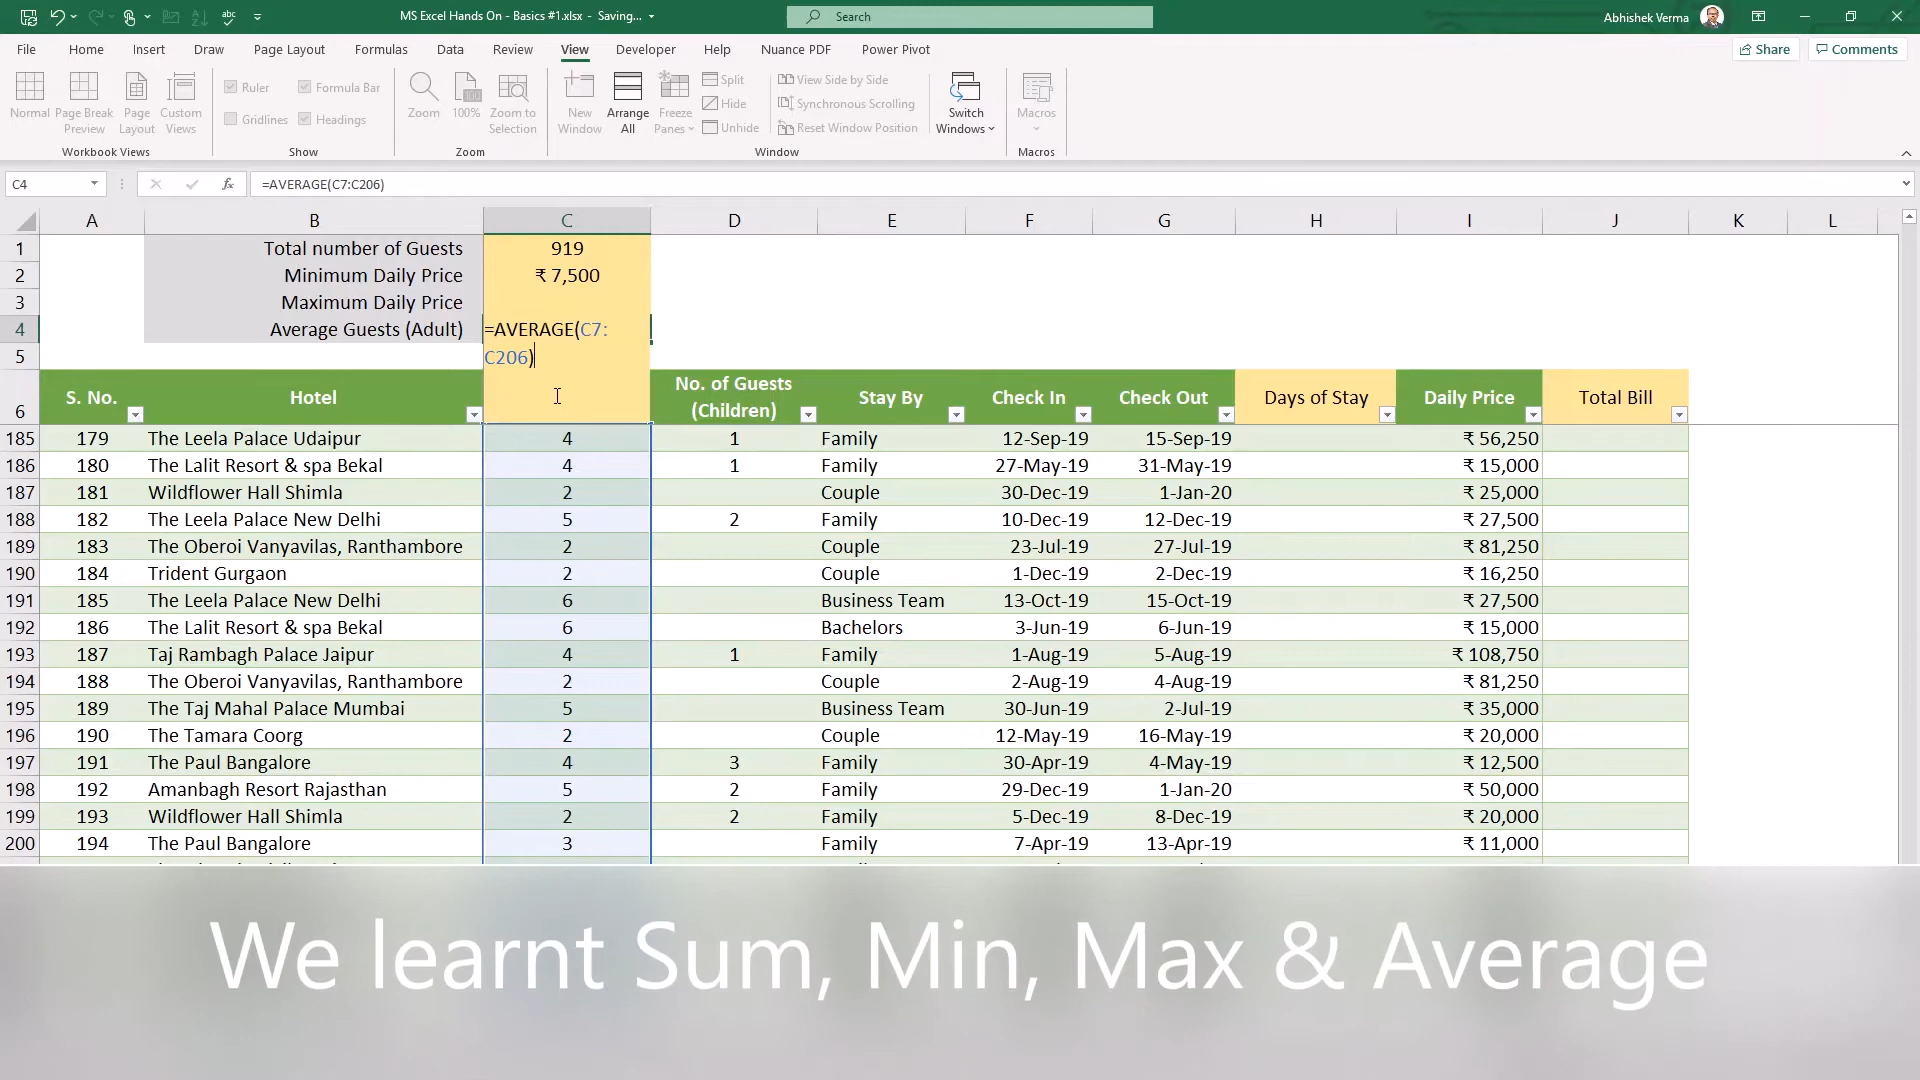 MS Excel Hands On - Basics #1.xlsx - Saving...
Search
Abhishek Verma
File Home Insert Draw Page Layout Formulas Data Review View Developer Help Nuance PDF Power Pivot
Share Comments
Normal Page Break Preview Page Layout Custom Views
Workbook Views
Ruler Formula Bar
Gridlines Headings
Show
Zoom 100% Zoom to Selection
Zoom
New Window Arrange All Freeze Panes
Split
Hide
Unhide
View Side by Side
Synchronous Scrolling
Reset Window Position
Switch Windows
Window
Macros
Macros
C4 fx =AVERAGE(C7:C206)
A B C D E F G H I J K L
1 Total number of Guests 919
2 Minimum Daily Price ₹ 7,500
3 Maximum Daily Price
4 Average Guests (Adult) =AVERAGE(C7:
5 C206)
6 S. No. Hotel No. of Guests (Children) Stay By Check In Check Out Days of Stay Daily Price Total Bill
185 179 The Leela Palace Udaipur 4 1 Family 12-Sep-19 15-Sep-19 ₹ 56,250
186 180 The Lalit Resort & spa Bekal 4 1 Family 27-May-19 31-May-19 ₹ 15,000
187 181 Wildflower Hall Shimla 2 Couple 30-Dec-19 1-Jan-20 ₹ 25,000
188 182 The Leela Palace New Delhi 5 2 Family 10-Dec-19 12-Dec-19 ₹ 27,500
189 183 The Oberoi Vanyavilas, Ranthambore 2 Couple 23-Jul-19 27-Jul-19 ₹ 81,250
190 184 Trident Gurgaon 2 Couple 1-Dec-19 2-Dec-19 ₹ 16,250
191 185 The Leela Palace New Delhi 6 Business Team 13-Oct-19 15-Oct-19 ₹ 27,500
192 186 The Lalit Resort & spa Bekal 6 Bachelors 3-Jun-19 6-Jun-19 ₹ 15,000
193 187 Taj Rambagh Palace Jaipur 4 1 Family 1-Aug-19 5-Aug-19 ₹ 108,750
194 188 The Oberoi Vanyavilas, Ranthambore 2 Couple 2-Aug-19 4-Aug-19 ₹ 81,250
195 189 The Taj Mahal Palace Mumbai 5 Business Team 30-Jun-19 2-Jul-19 ₹ 35,000
196 190 The Tamara Coorg 2 Couple 12-May-19 16-May-19 ₹ 20,000
197 191 The Paul Bangalore 4 3 Family 30-Apr-19 4-May-19 ₹ 12,500
198 192 Amanbagh Resort Rajasthan 5 2 Family 29-Dec-19 1-Jan-20 ₹ 50,000
199 193 Wildflower Hall Shimla 2 2 Family 5-Dec-19 8-Dec-19 ₹ 20,000
200 194 The Paul Bangalore 3 Family 7-Apr-19 13-Apr-19 ₹ 11,000
We learnt Sum, Min, Max & Average